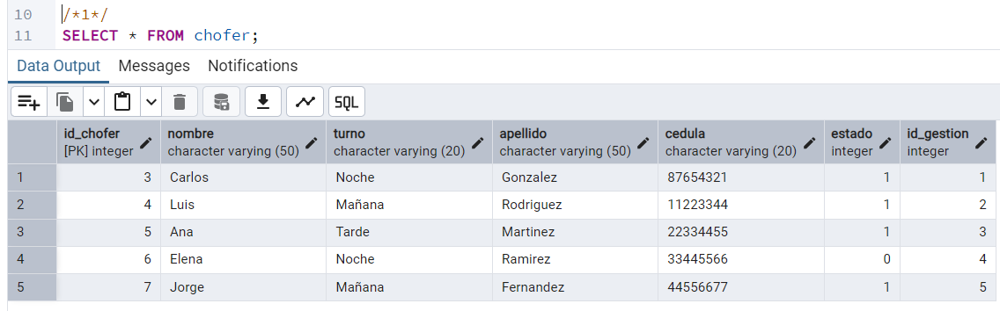 10 /*1*/
11 SELECT * FROM chofer;
Data Output Messages Notifications
SQL
id_chofer nombre turno apellido cedula estado id_gestion
[PK] integer character varying (50) character varying (20) character varying (50) character varying (20) integer integer
1 3 Carlos Noche Gonzalez 87654321 1 1
2 4 Luis Mañana Rodriguez 11223344 1 2
3 5 Ana Tarde Martinez 22334455 1 3
4 6 Elena Noche Ramirez 33445566 0 4
5 7 Jorge Mañana Fernandez 44556677 1 5